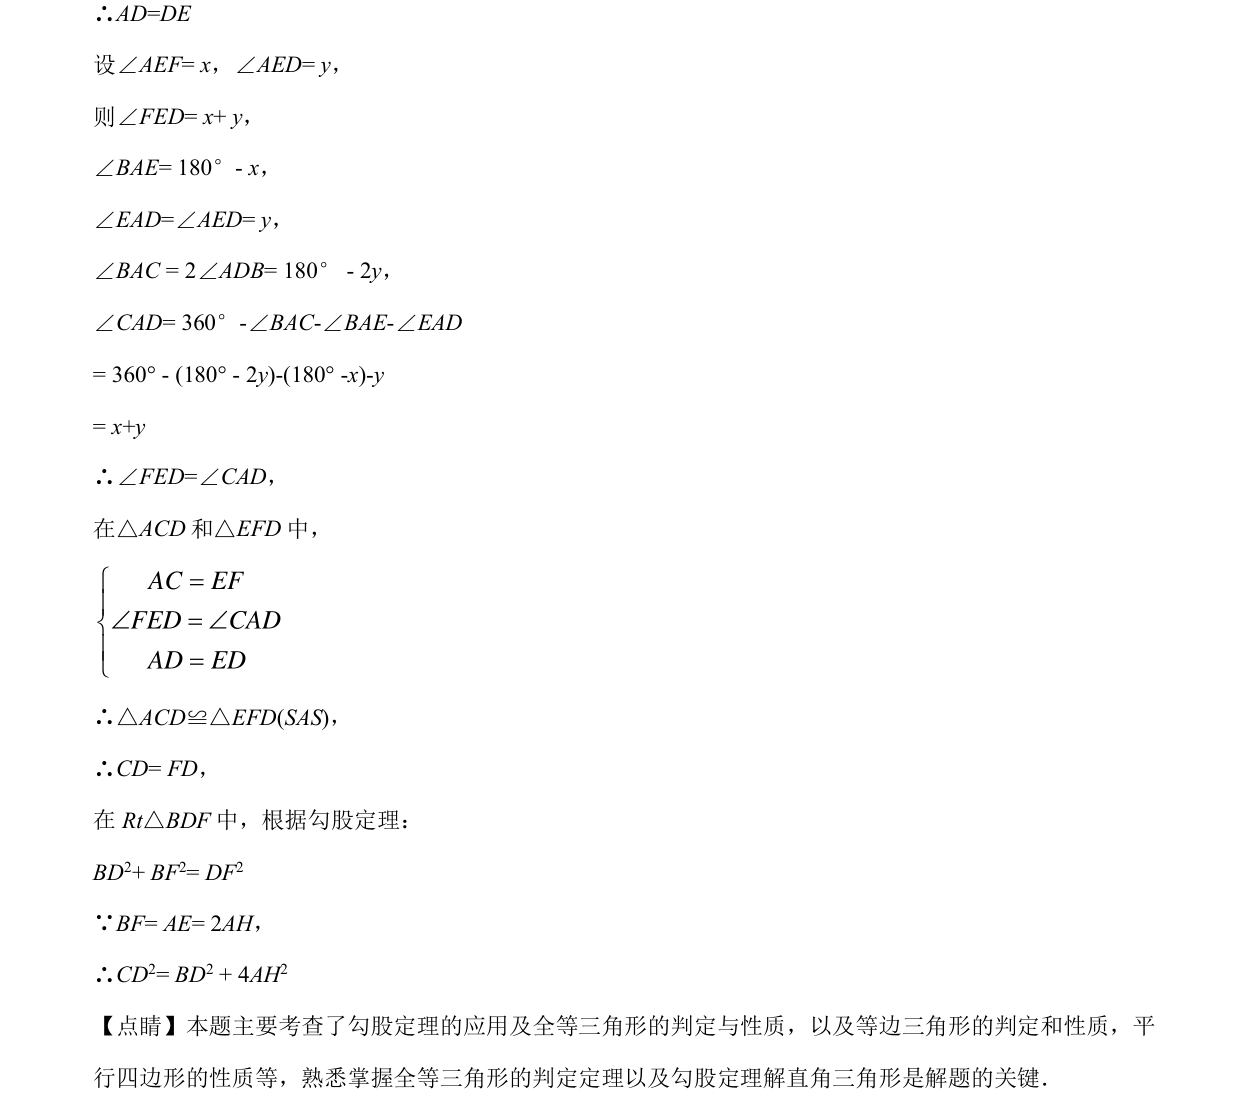 ∴AD=DE
设∠AEF= x，∠AED= y，
则∠FED= x+ y，
∠BAE= 180° - x，
∠EAD=∠AED= y，
∠BAC = 2∠ADB= 180° - 2y，
∠CAD= 360° -∠BAC-∠BAE-∠EAD
= 360° - (180° - 2y)-(180° -x)-y
= x+y
∴∠FED=∠CAD，
在△ACD 和△EFD 中，
AC = EF
∠FED = ∠CAD
AD = ED
∴△ACD≌△EFD(SAS)，
∴CD= FD，
在 Rt△BDF 中，根据勾股定理：
BD²+ BF²= DF²
∵BF= AE= 2AH，
∴CD²= BD² + 4AH²
【点睛】本题主要考查了勾股定理的应用及全等三角形的判定与性质，以及等边三角形的判定和性质，平
行四边形的性质等，熟悉掌握全等三角形的判定定理以及勾股定理解直角三角形是解题的关键．